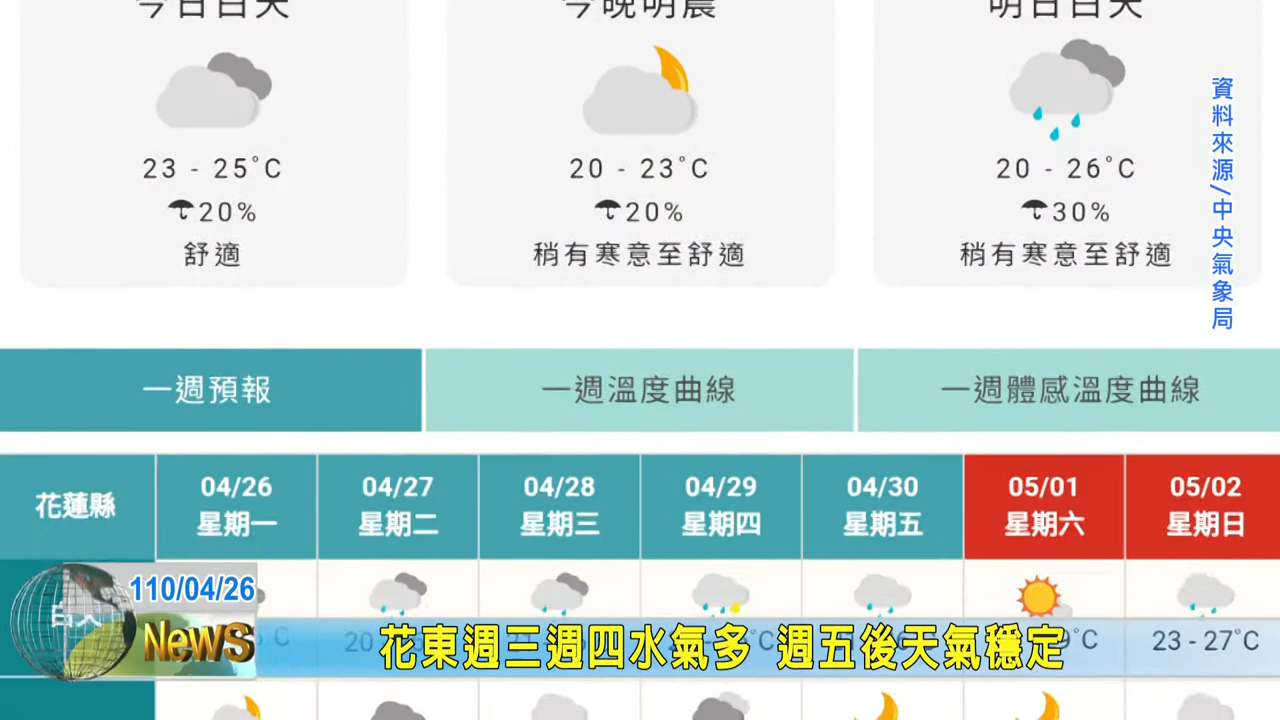 今日白天
今晚明晨
明日白天
23 - 25°C
20 - 23°C
20 - 26°C
20%
20%
30%
舒適
稍有寒意至舒適
稍有寒意至舒適
資料來源/中央氣象局
一週預報
一週溫度曲線
一週體感溫度曲線
花蓮縣
04/26
星期一
04/27
星期二
04/28
星期三
04/29
星期四
04/30
星期五
05/01
星期六
05/02
星期日
白天
110/04/26
News
23 - 27°C
花東週三週四水氣多 週五後天氣穩定